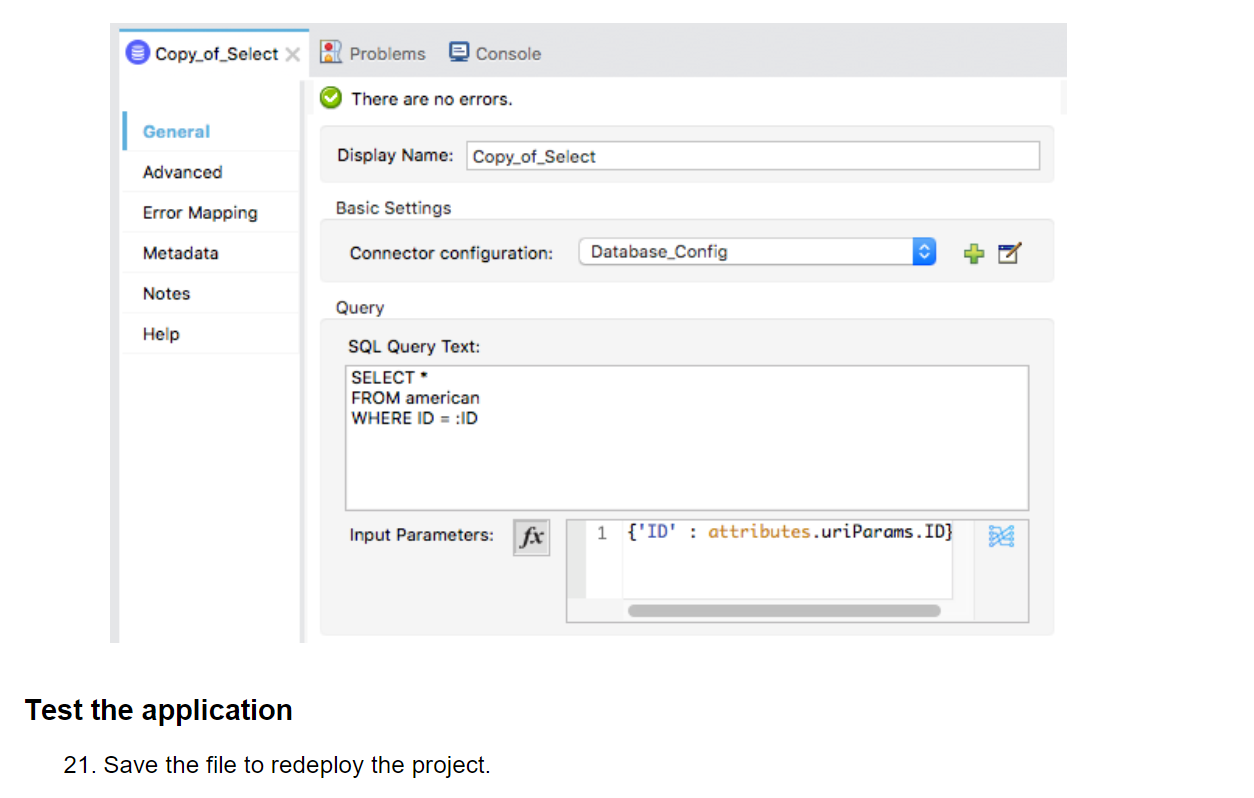 Copy_of_Select
Problems
Console
There are no errors.
General
Advanced
Error Mapping
Metadata
Notes
Help
Display Name: Copy_of_Select
Basic Settings
Connector configuration: Database_Config
Query
SQL Query Text:
SELECT *
FROM american
WHERE ID = :ID
Input Parameters: fx 1 {'ID' : attributes.uriParams.ID}
Test the application
21. Save the file to redeploy the project.